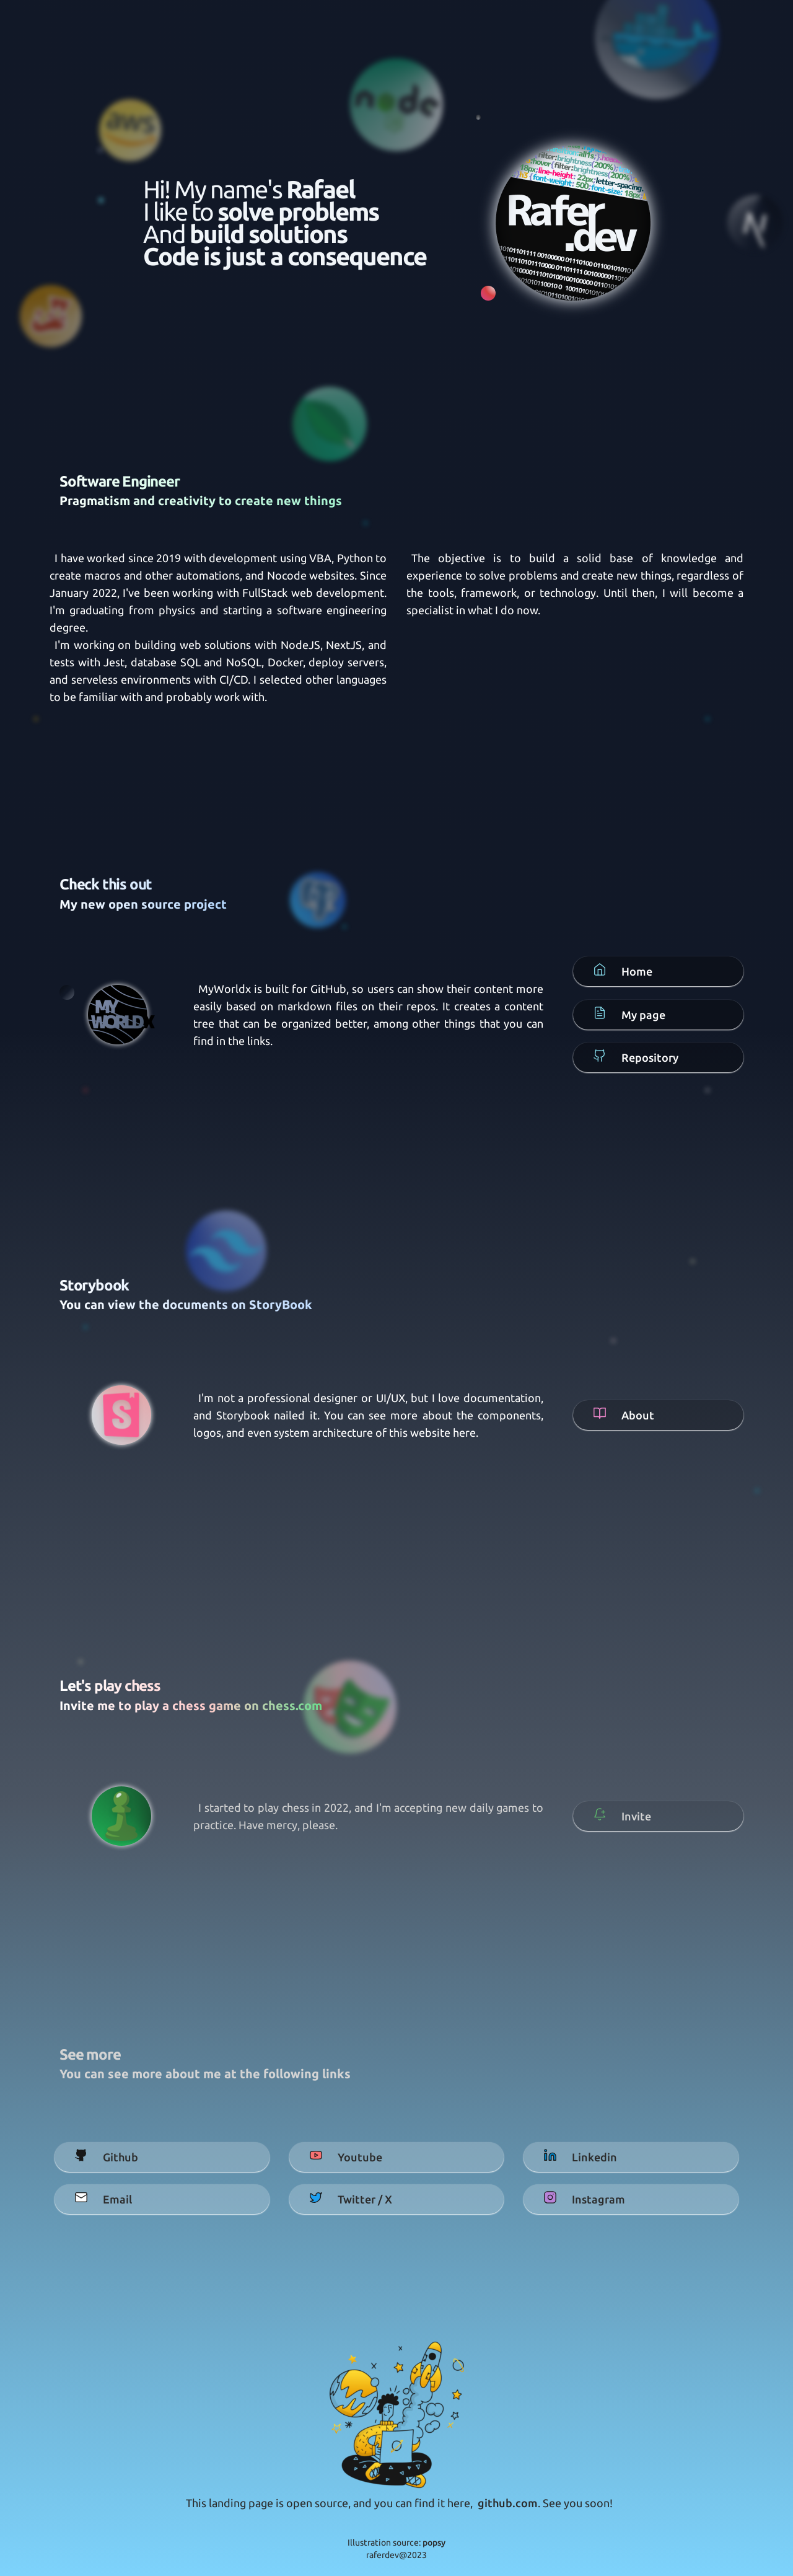 aws
node
Hi! My name's Rafael
I like to solve problems
And build solutions
Code is just a consequence
Rafer
.dev
Software Engineer
Pragmatism and creativity to create new things
I have worked since 2019 with development using VBA, Python to
create macros and other automations, and Nocode websites. Since
January 2022, I've been working with FullStack web development.
I'm graduating from physics and starting a software engineering
degree.
I'm working on building web solutions with NodeJS, NextJS, and
tests with Jest, database SQL and NoSQL, Docker, deploy servers,
and serveless environments with CI/CD. I selected other languages
to be familiar with and probably work with.
The objective is to build a solid base of knowledge and
experience to solve problems and create new things, regardless of
the tools, framework, or technology. Until then, I will become a
specialist in what I do now.
Check this out
My new open source project
MY
WORLDX
MyWorldx is built for GitHub, so users can show their content more
easily based on markdown files on their repos. It creates a content
tree that can be organized better, among other things that you can
find in the links.
Home
My page
Repository
Storybook
You can view the documents on StoryBook
S
I'm not a professional designer or UI/UX, but I love documentation,
and Storybook nailed it. You can see more about the components,
logos, and even system architecture of this website here.
About
Let's play chess
Invite me to play a chess game on chess.com
I started to play chess in 2022, and I'm accepting new daily games to
practice. Have mercy, please.
Invite
See more
You can see more about me at the following links
Github
Youtube
Linkedin
Email
Twitter / X
Instagram
This landing page is open source, and you can find it here, github.com. See you soon!
Illustration source: popsy
raferdev@2023